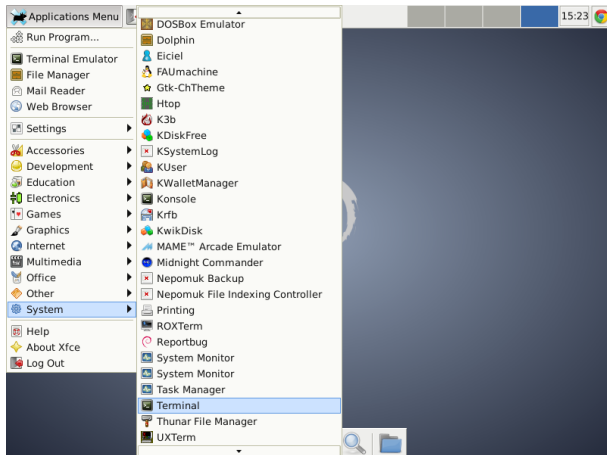 Applications Menu
15:23
Run Program...
Terminal Emulator
File Manager
Mail Reader
Web Browser
Settings
Accessories
Development
Education
Electronics
Games
Graphics
Internet
Multimedia
Office
Other
System
Help
About Xfce
Log Out
DOSBox Emulator
Dolphin
Eiciel
FAUmachine
Gtk-ChTheme
Htop
K3b
KDiskFree
KSystemLog
KUser
KWalletManager
Konsole
Krfb
KwikDisk
MAME™ Arcade Emulator
Midnight Commander
Nepomuk Backup
Nepomuk File Indexing Controller
Printing
ROXTerm
Reportbug
System Monitor
System Monitor
Task Manager
Terminal
Thunar File Manager
UXTerm